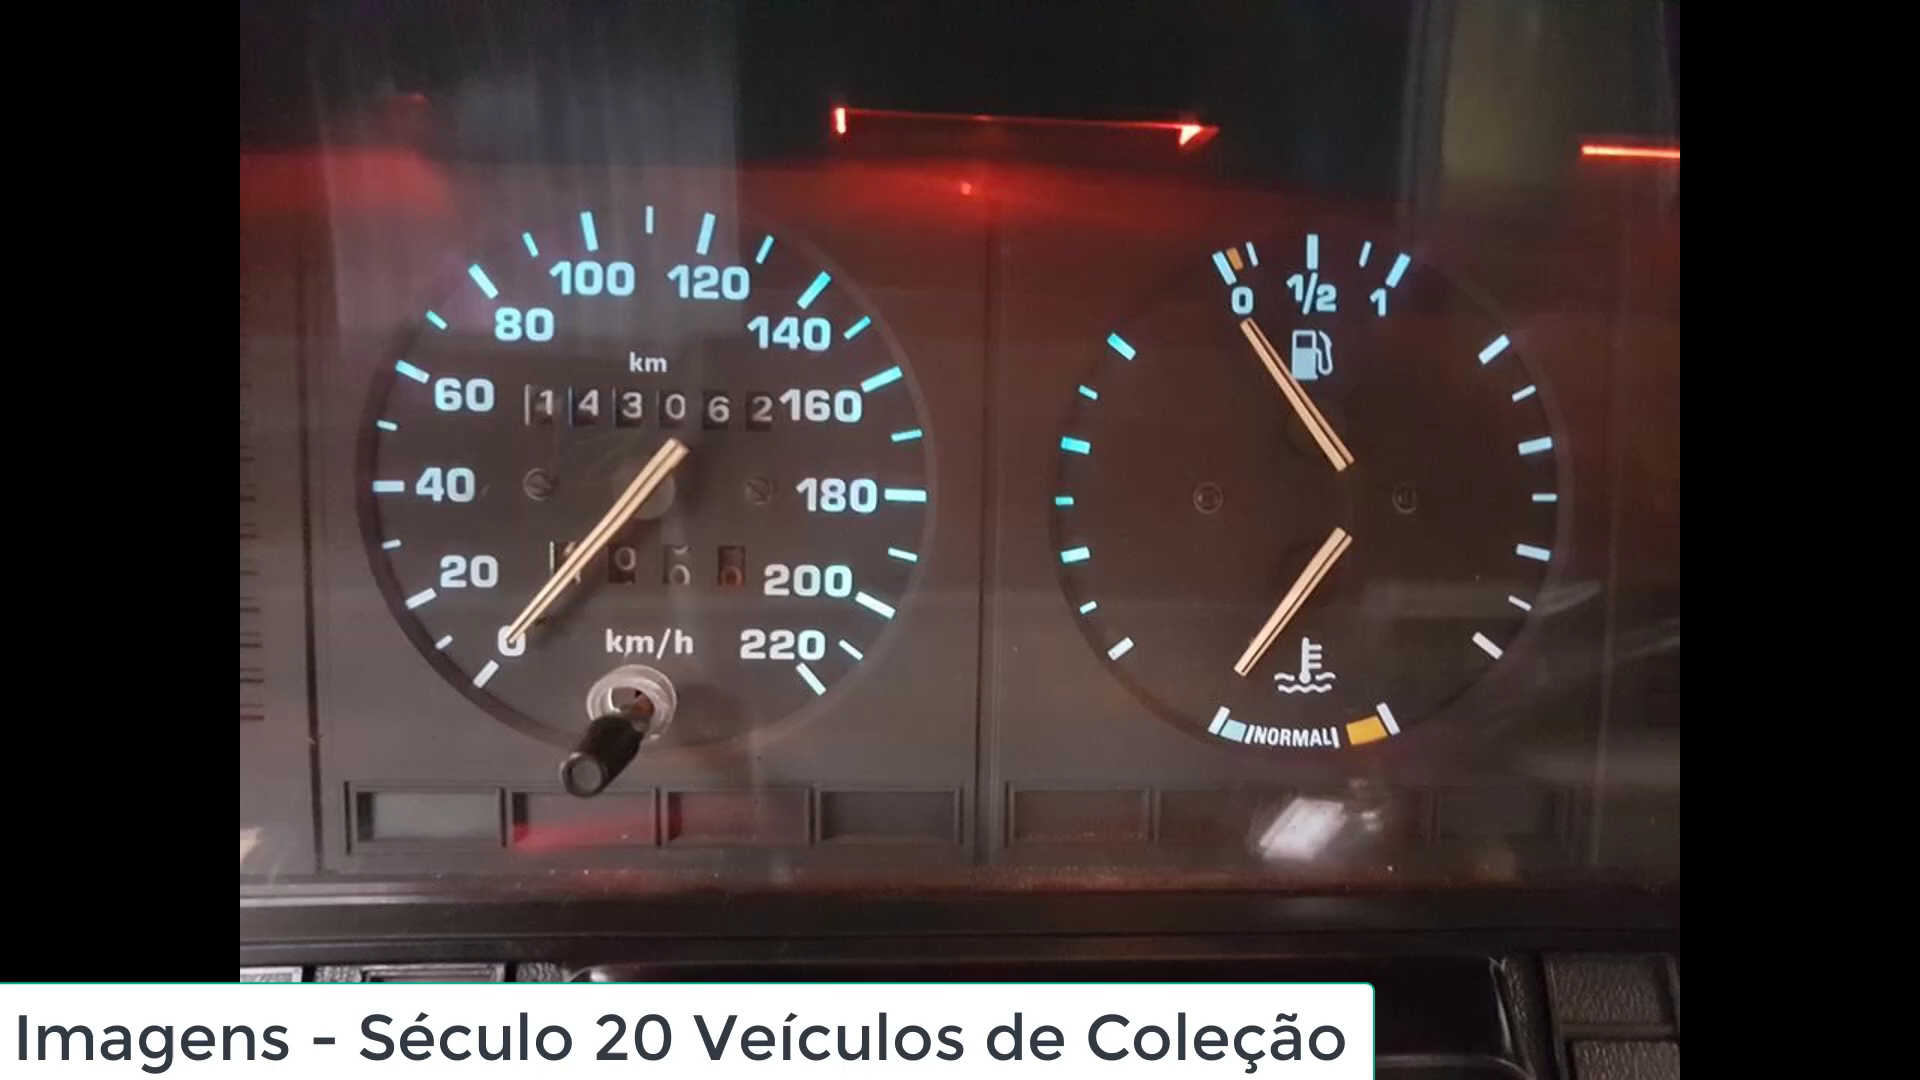 100 120
80 140
km
60 143062 160
40 180
20 200
0 km/h 220
0 1/2 1
NORMAL
Imagens - Século 20 Veículos de Coleção